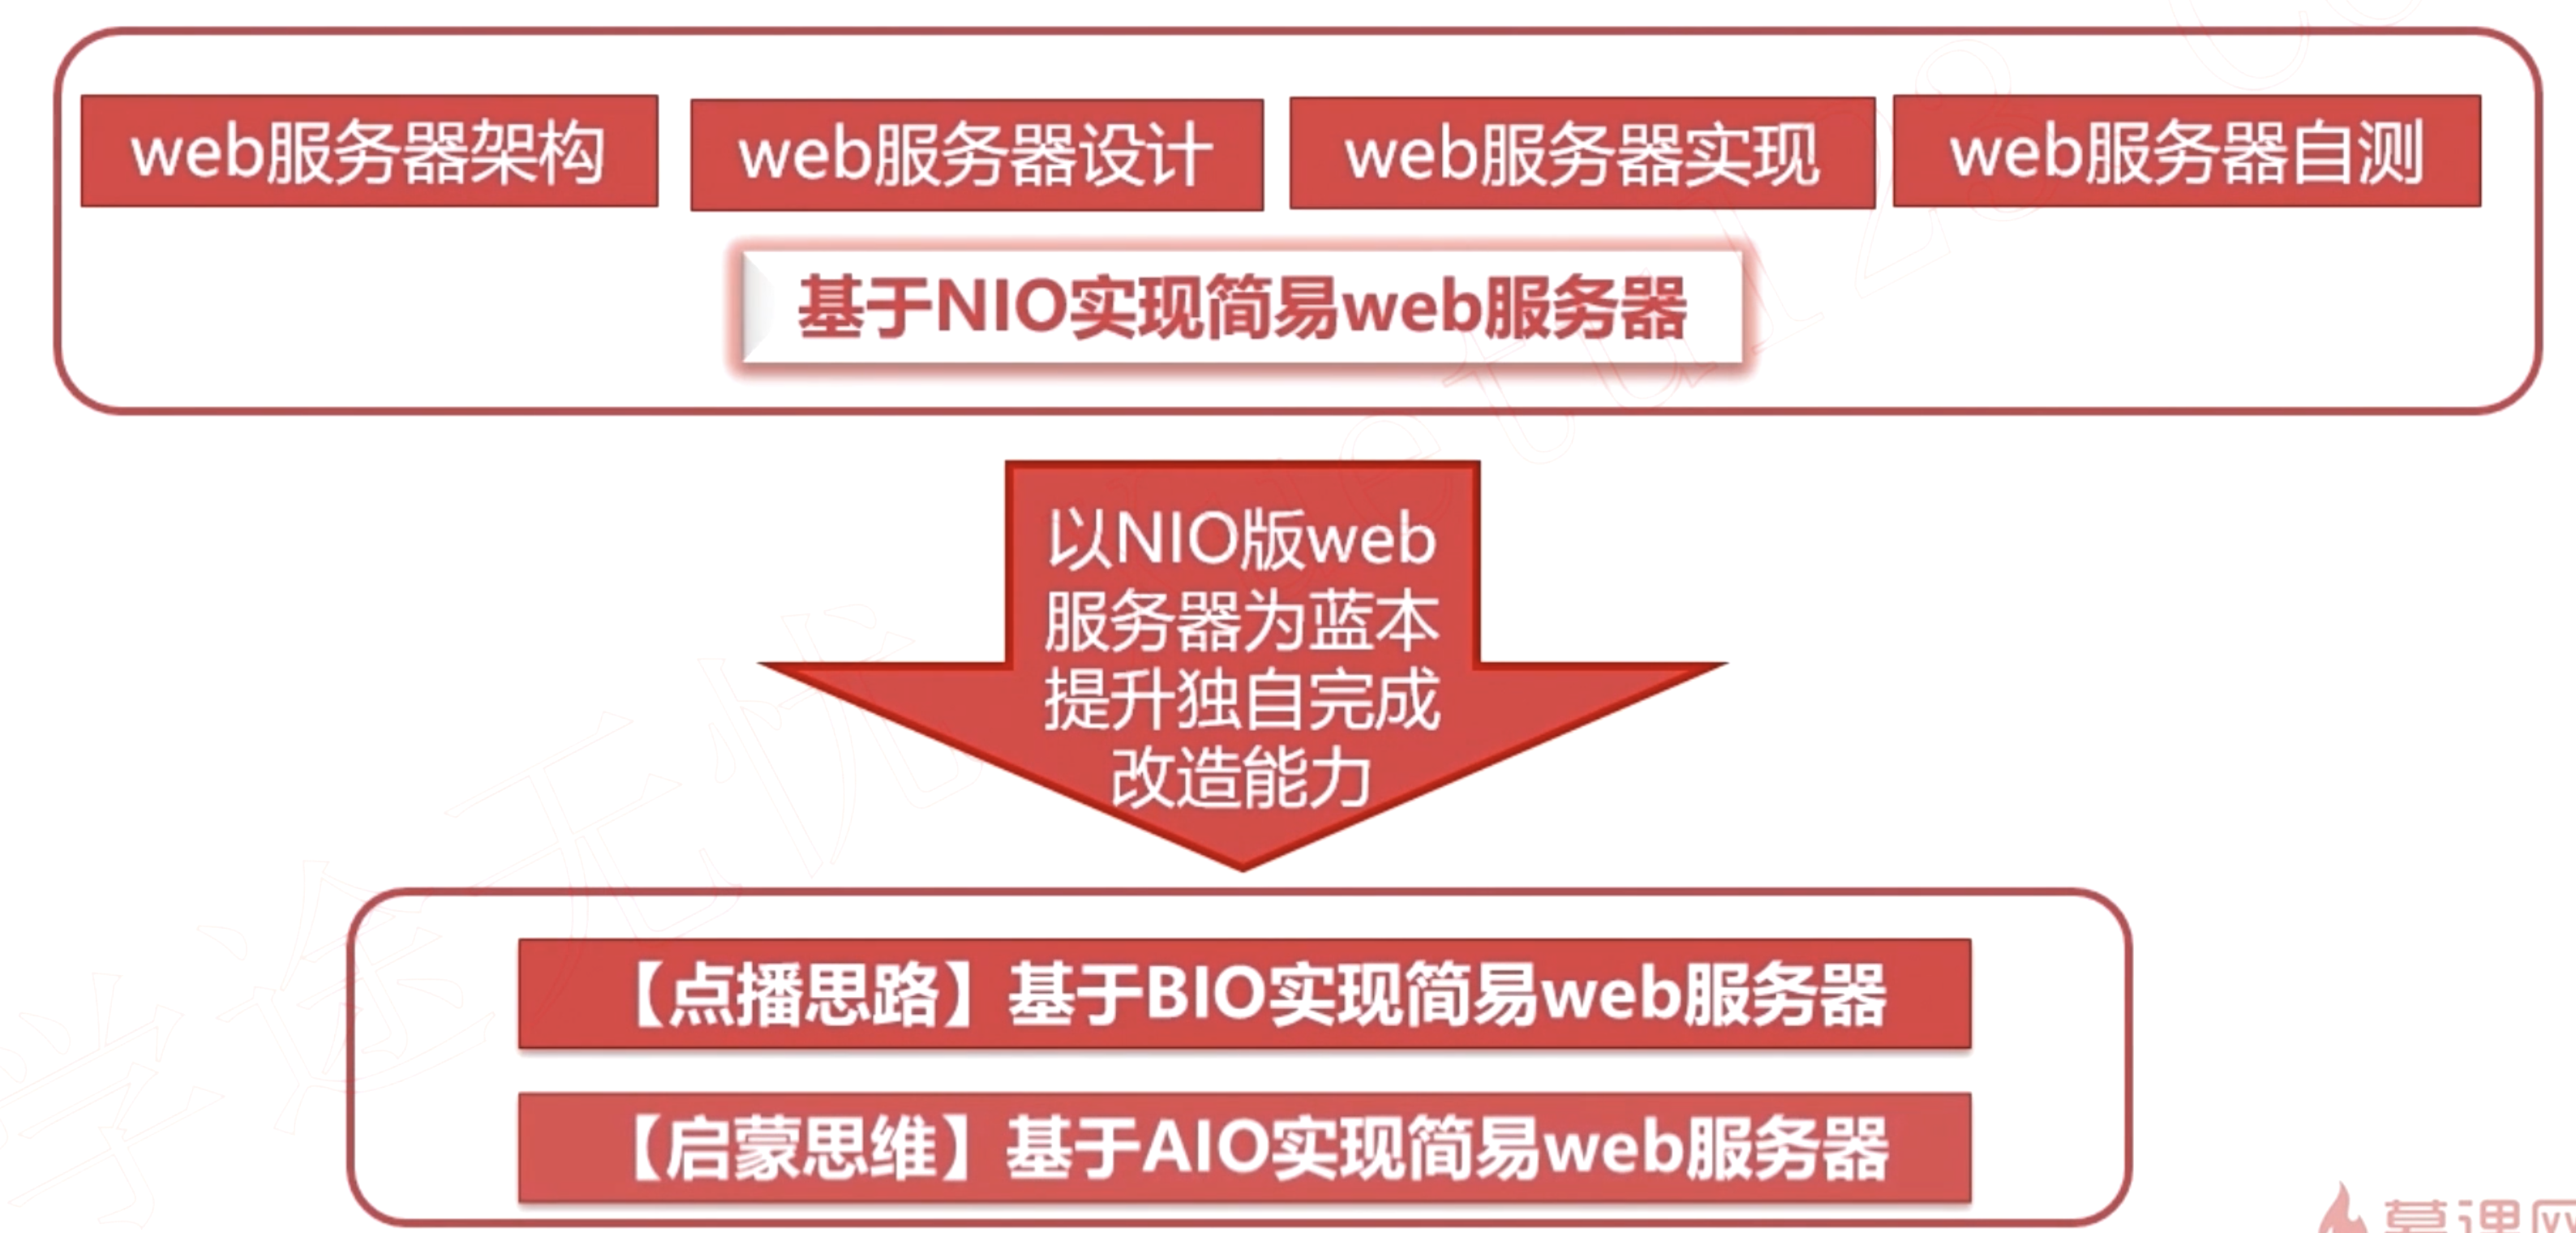 web服务器架构
web服务器设计
web服务器实现
web服务器自测
基于NIO实现简易web服务器
以NIO版web
服务器为蓝本
提升独自完成
改造能力
【点播思路】基于BIO实现简易web服务器
【启蒙思维】基于AIO实现简易web服务器
慕课网